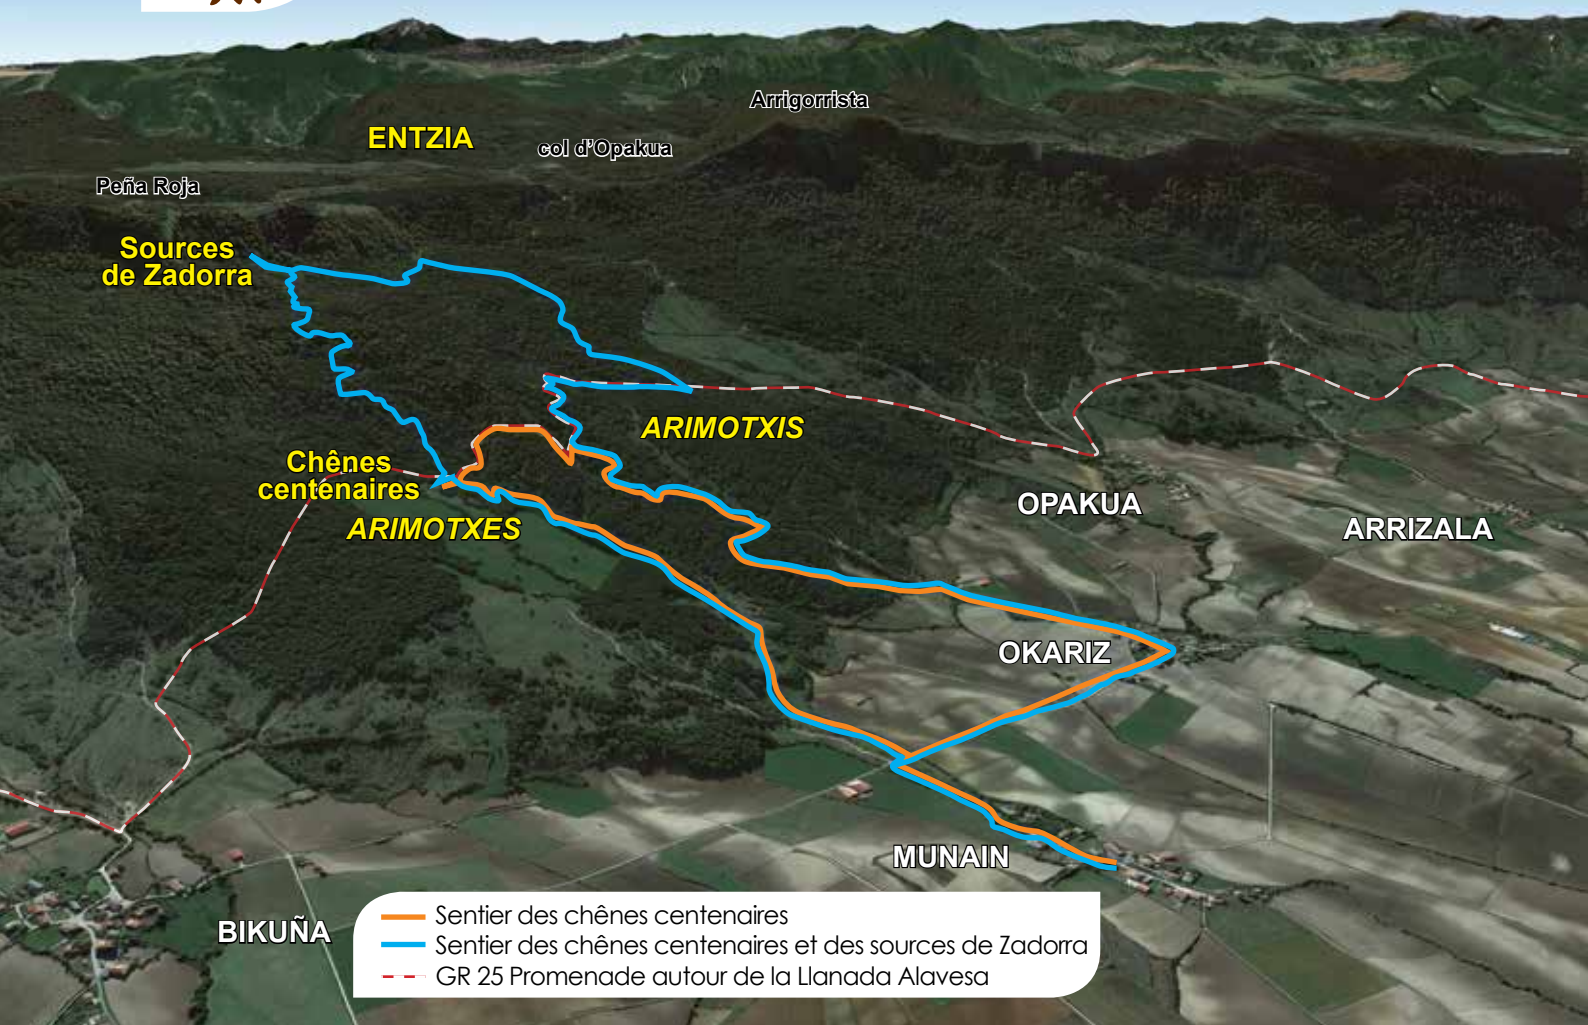 Arrigorrista
ENTZIA
col d'Opakua
Peña Roja
Sources
de Zadorra
ARIMOTXIS
Chênes
centenaires
ARIMOTXES
OPAKUA
ARRIZALA
OKARIZ
MUNAIN
BIKUÑA
Sentier des chênes centenaires
Sentier des chênes centenaires et des sources de Zadorra
GR 25 Promenade autour de la Llanada Alavesa